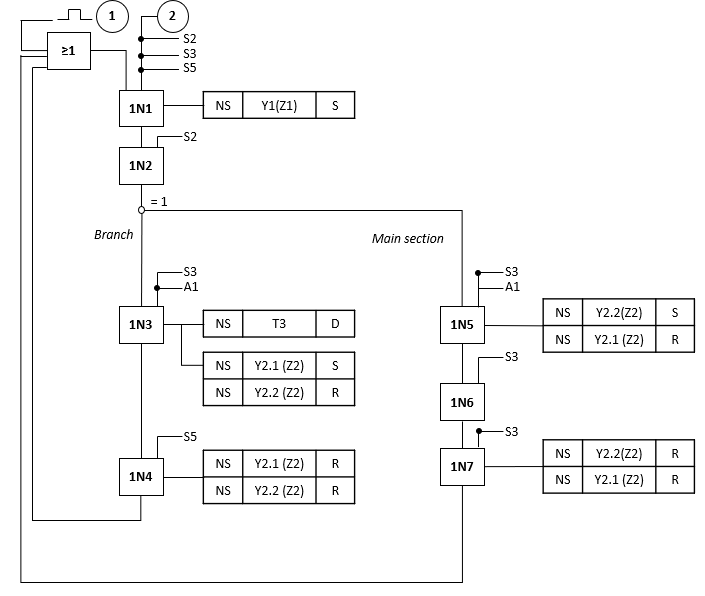 1 2
S2
≥1
S3
S5
1N1 NS Y1(Z1) S
S2
1N2
= 1
Branch Main section
S3 S3
A1 A1
1N3 NS T3 D 1N5 NS Y2.2(Z2) S
NS Y2.1 (Z2) R
NS Y2.1 (Z2) S S3
NS Y2.2 (Z2) R 1N6
S5 S3
1N4 NS Y2.1 (Z2) R 1N7 NS Y2.2(Z2) R
NS Y2.2 (Z2) R NS Y2.1 (Z2) R